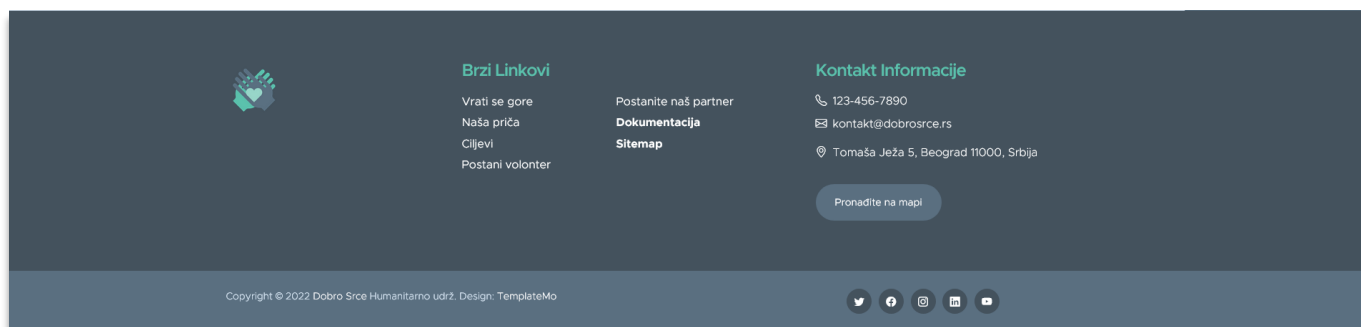 Brzi Linkovi
Vrati se gore
Naša priča
Ciljevi
Postani volonter
Postanite naš partner
Dokumentacija
Sitemap
Kontakt Informacije
123-456-7890
kontakt@dobrosrce.rs
Tomaša Ježa 5, Beograd 11000, Srbija
Pronađite na mapi
Copyright © 2022 Dobro Srce Humanitarno udrž. Design: TemplateMo